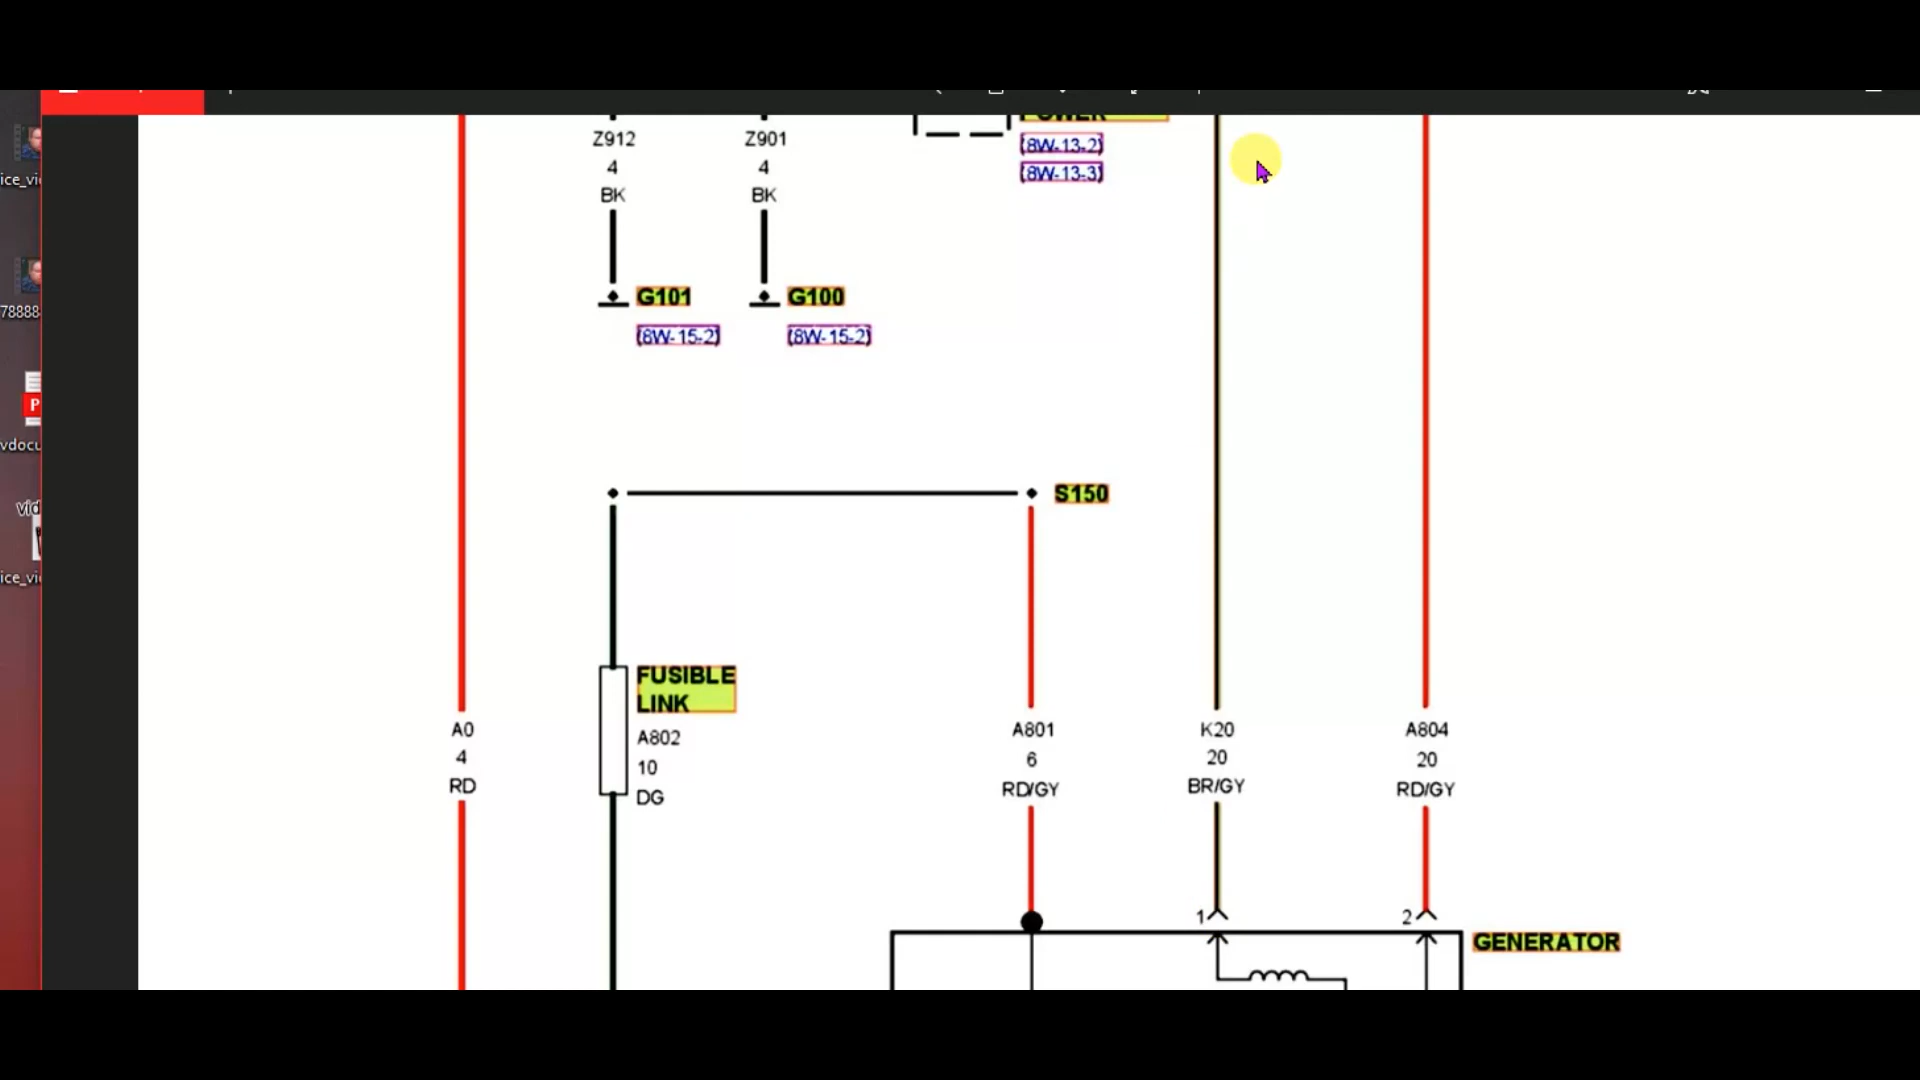 POWER
Z912
4
BK
Z901
4
BK
(8W-13-2)
(8W-13-3)
G101
(8W-15-2)
G100
(8W-15-2)
S150
FUSIBLE
LINK
A802
10
DG
A0
4
RD
A801
6
RD/GY
K20
20
BR/GY
A804
20
RD/GY
1
2
GENERATOR
ice_vi
78888
P
vdocu
vid
ice_vi